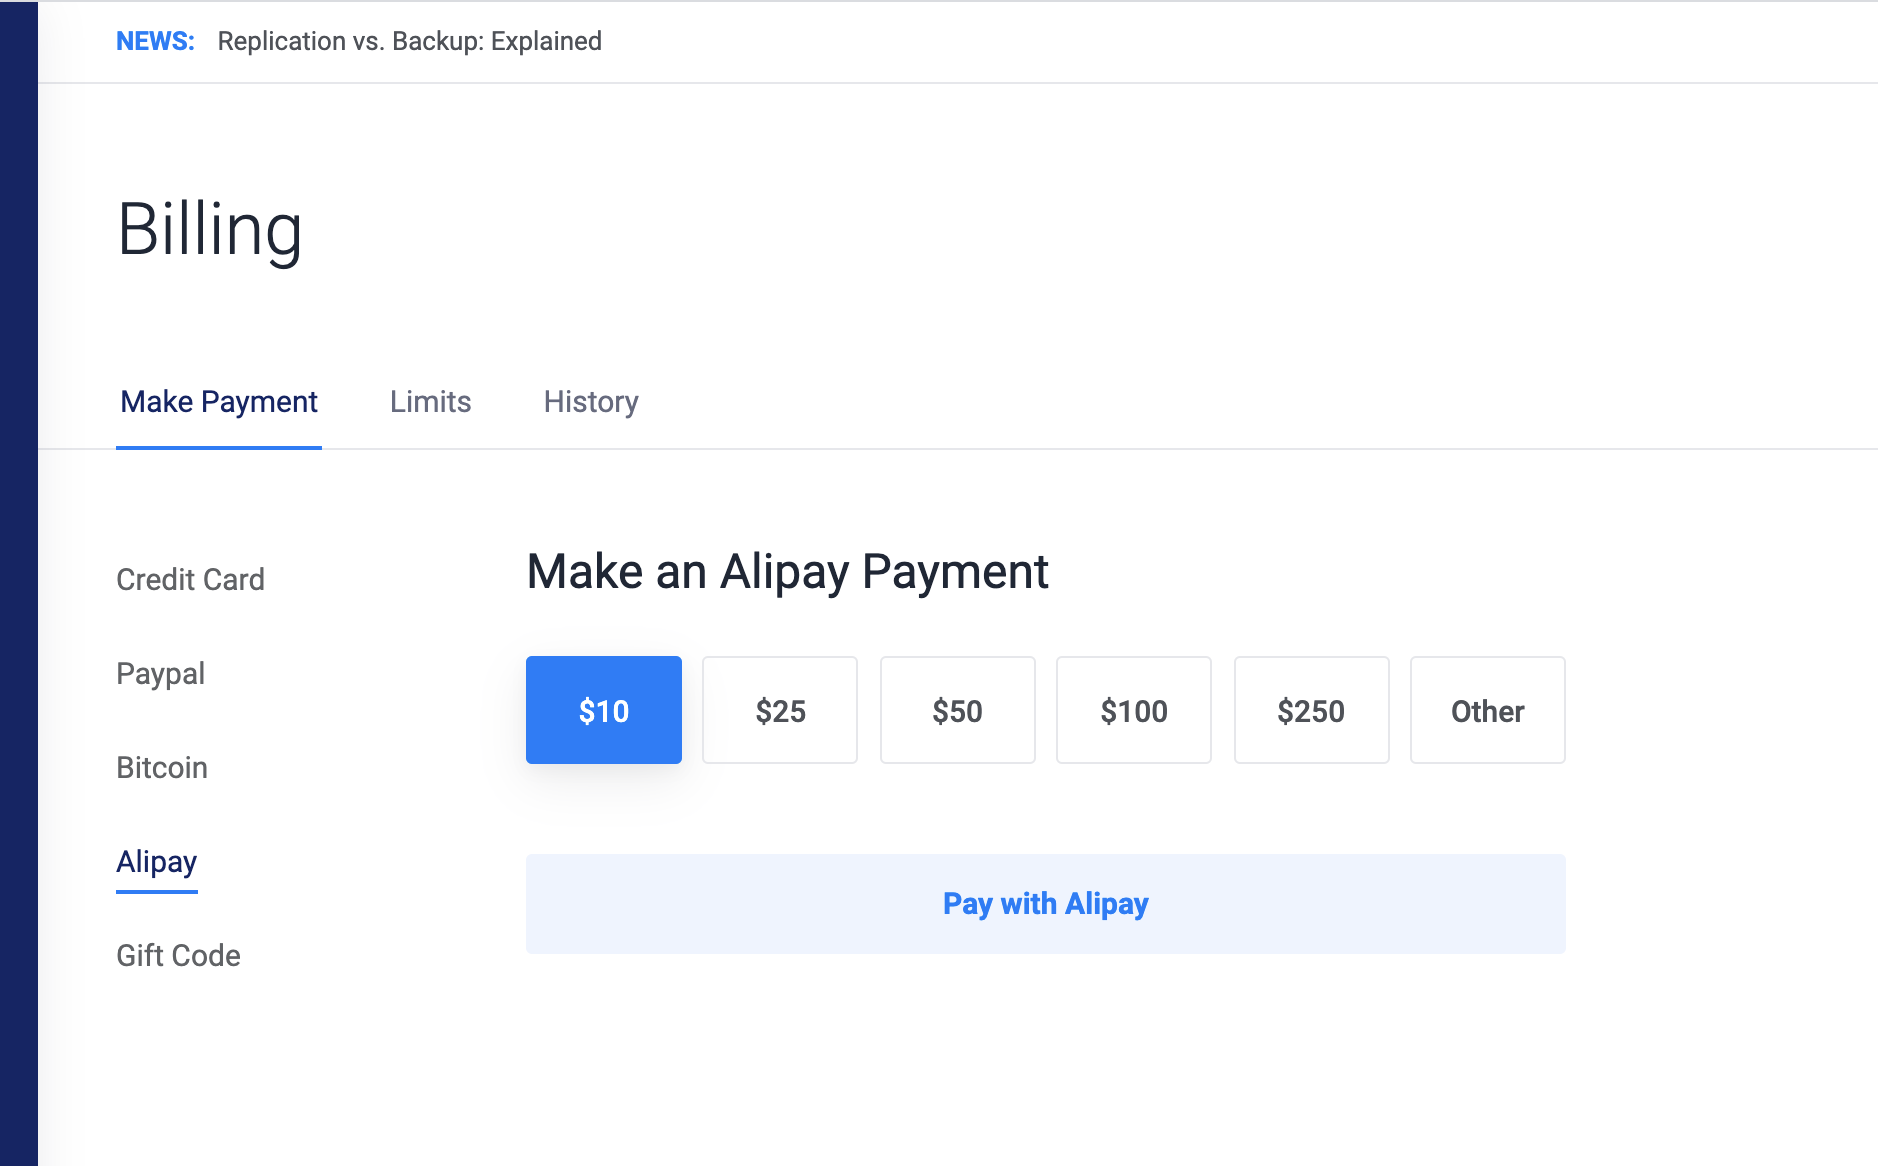 NEWS: Replication vs. Backup: Explained
Billing
Make Payment Limits History
Credit Card
Paypal
Bitcoin
Alipay
Gift Code
Make an Alipay Payment
$10 $25 $50 $100 $250 Other
Pay with Alipay